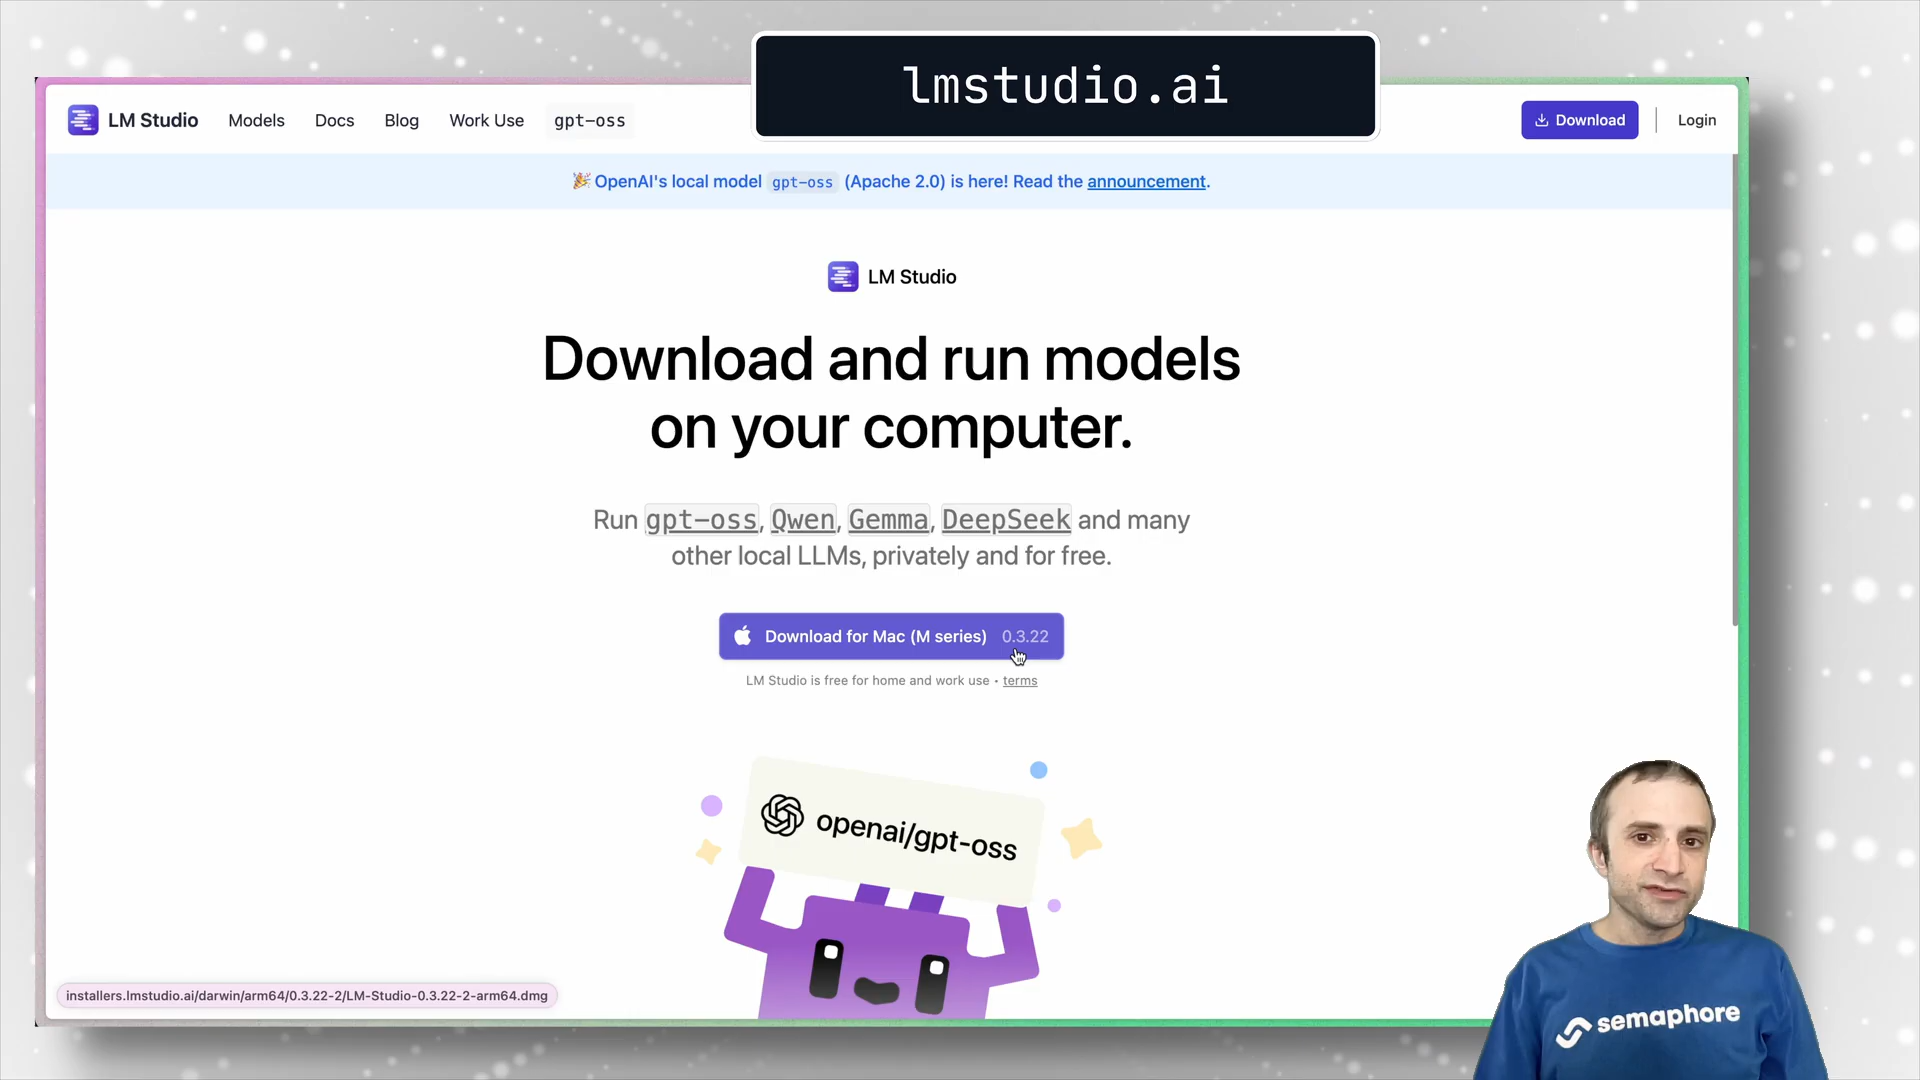 lmstudio.ai
LM Studio Models Docs Blog Work Use gpt-oss Download Login
🎉 OpenAI's local model gpt-oss (Apache 2.0) is here! Read the announcement.
LM Studio
Download and run models
on your computer.
Run gpt-oss, Qwen, Gemma, DeepSeek and many
other local LLMs, privately and for free.
Download for Mac (M series) 0.3.22
LM Studio is free for home and work use • terms
openai/gpt-oss
installers.lmstudio.ai/darwin/arm64/0.3.22-2/LM-Studio-0.3.22-2-arm64.dmg
semaphore